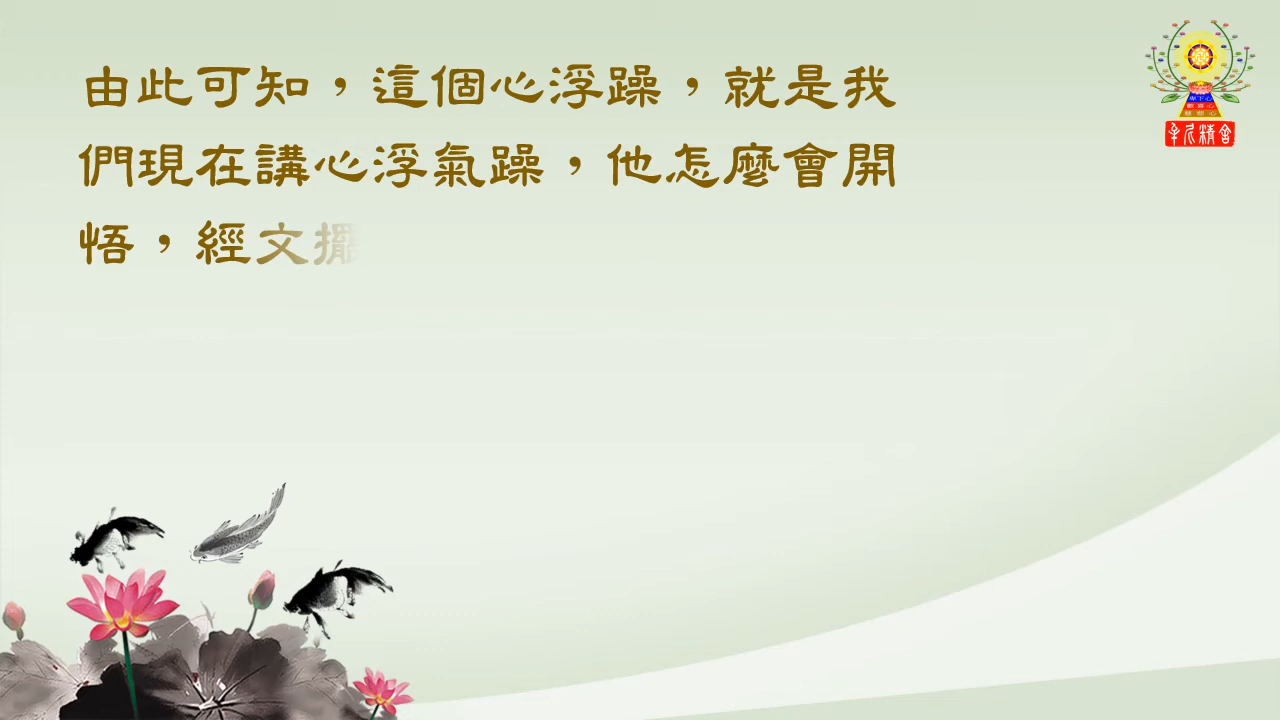 由此可知，這個心浮躁，就是我
們現在講心浮氣躁，他怎麼會開
悟，經文擺